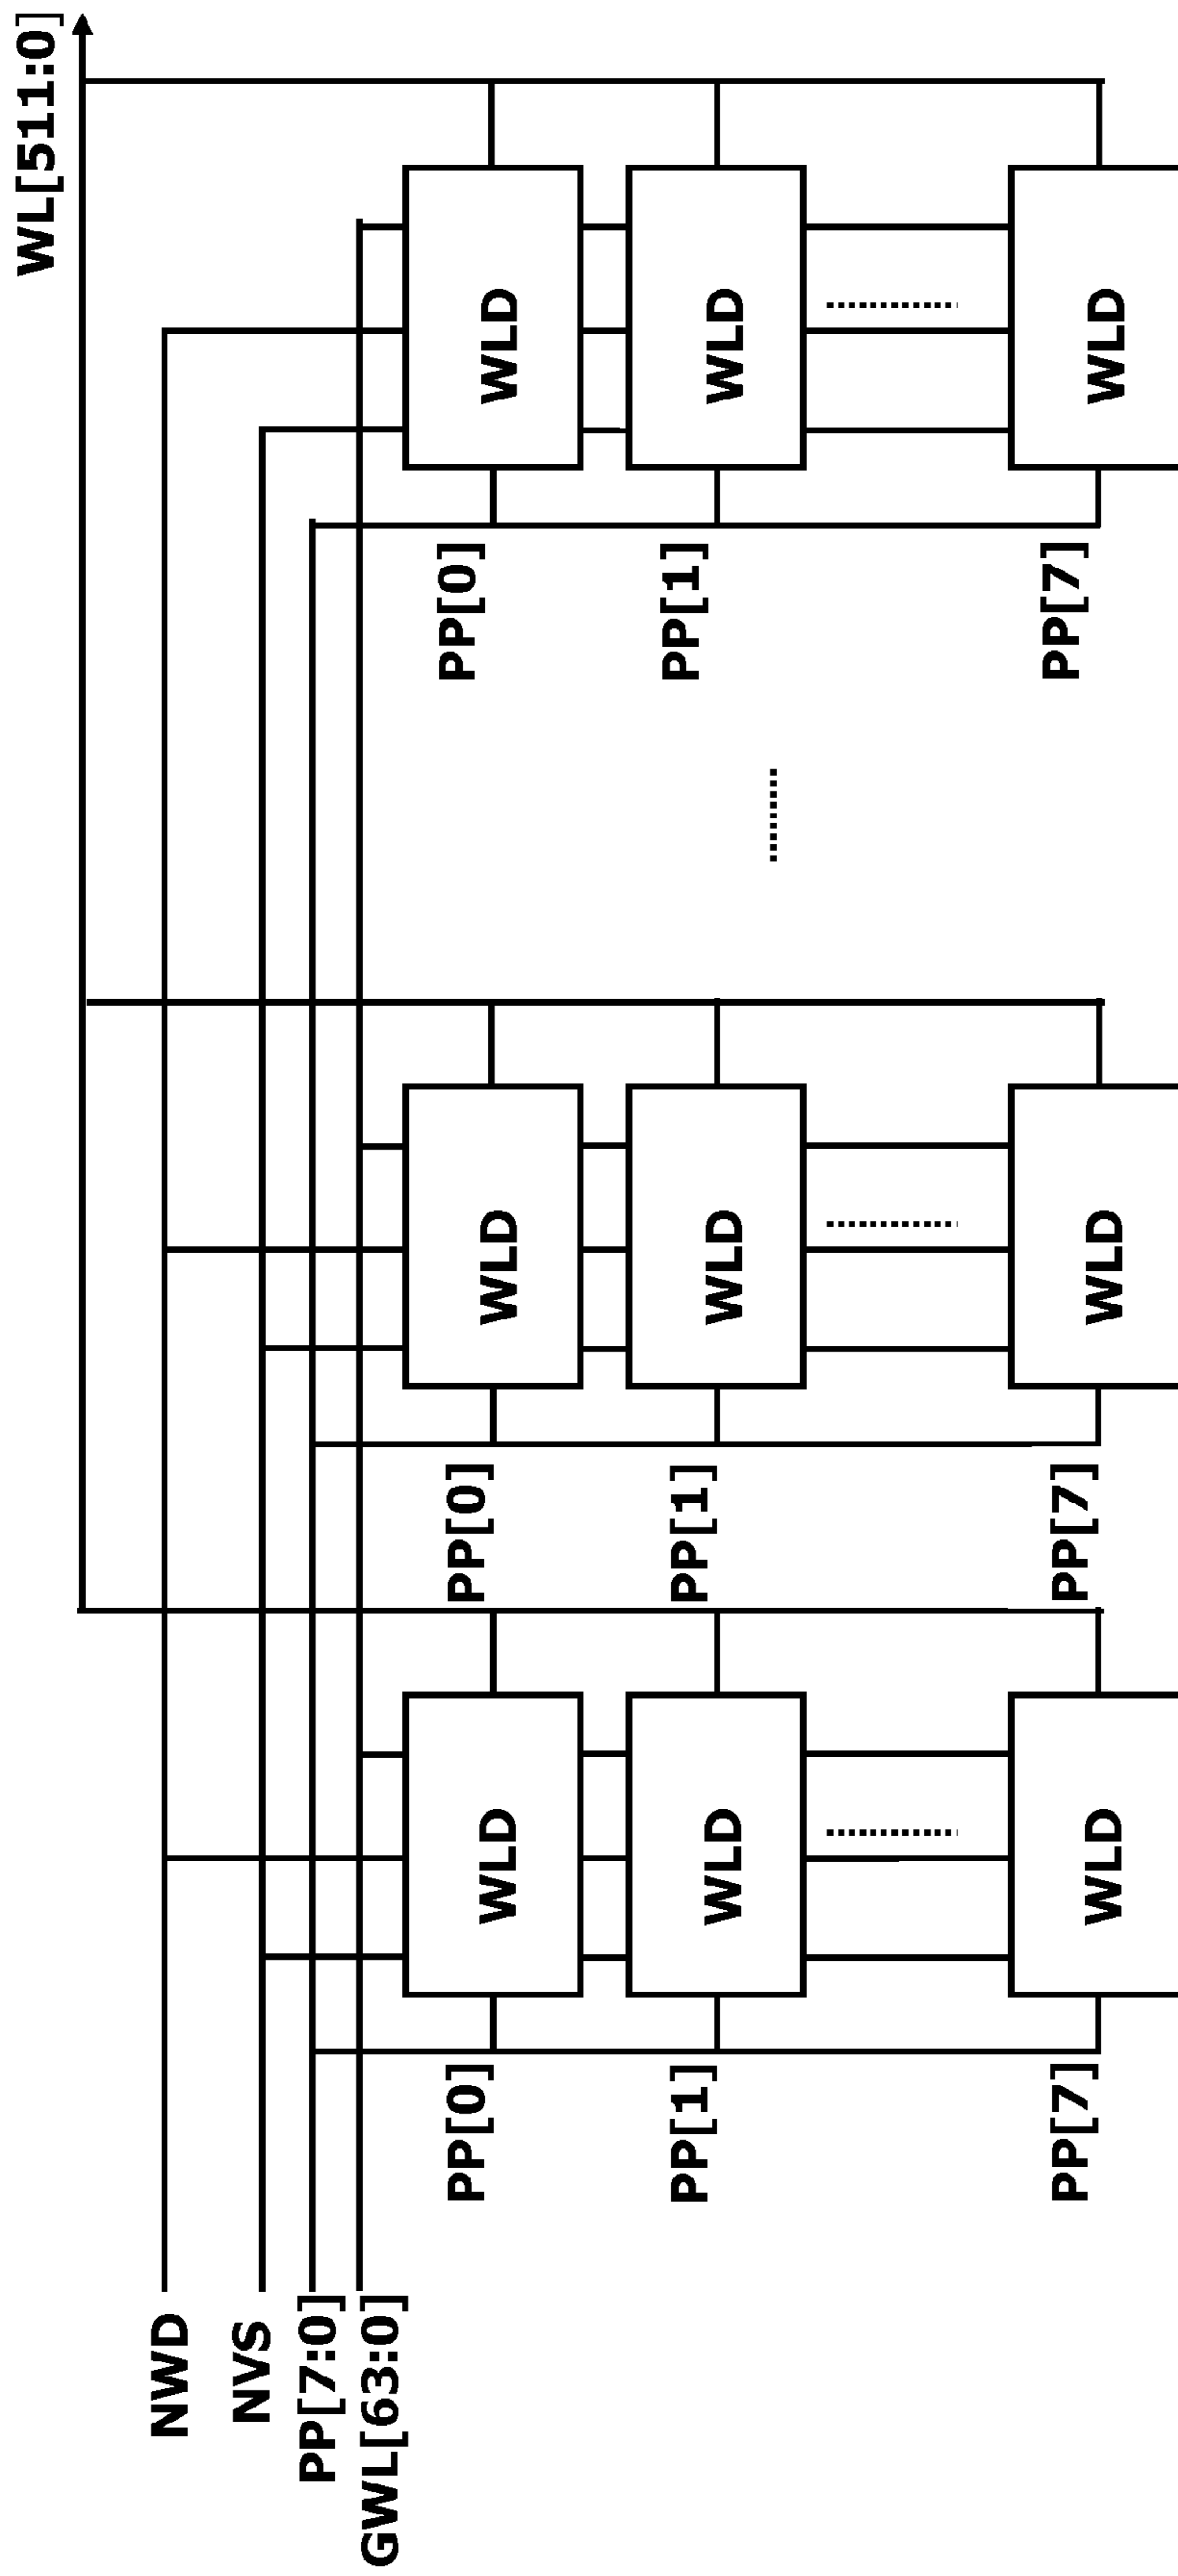 WL[511:0]
NWD
NVS
PP[7:0]
GWL[63:0]
PP[0]
WLD
PP[0]
WLD
PP[0]
WLD
PP[1]
WLD
PP[1]
WLD
PP[1]
WLD
PP[7]
WLD
PP[7]
WLD
PP[7]
WLD